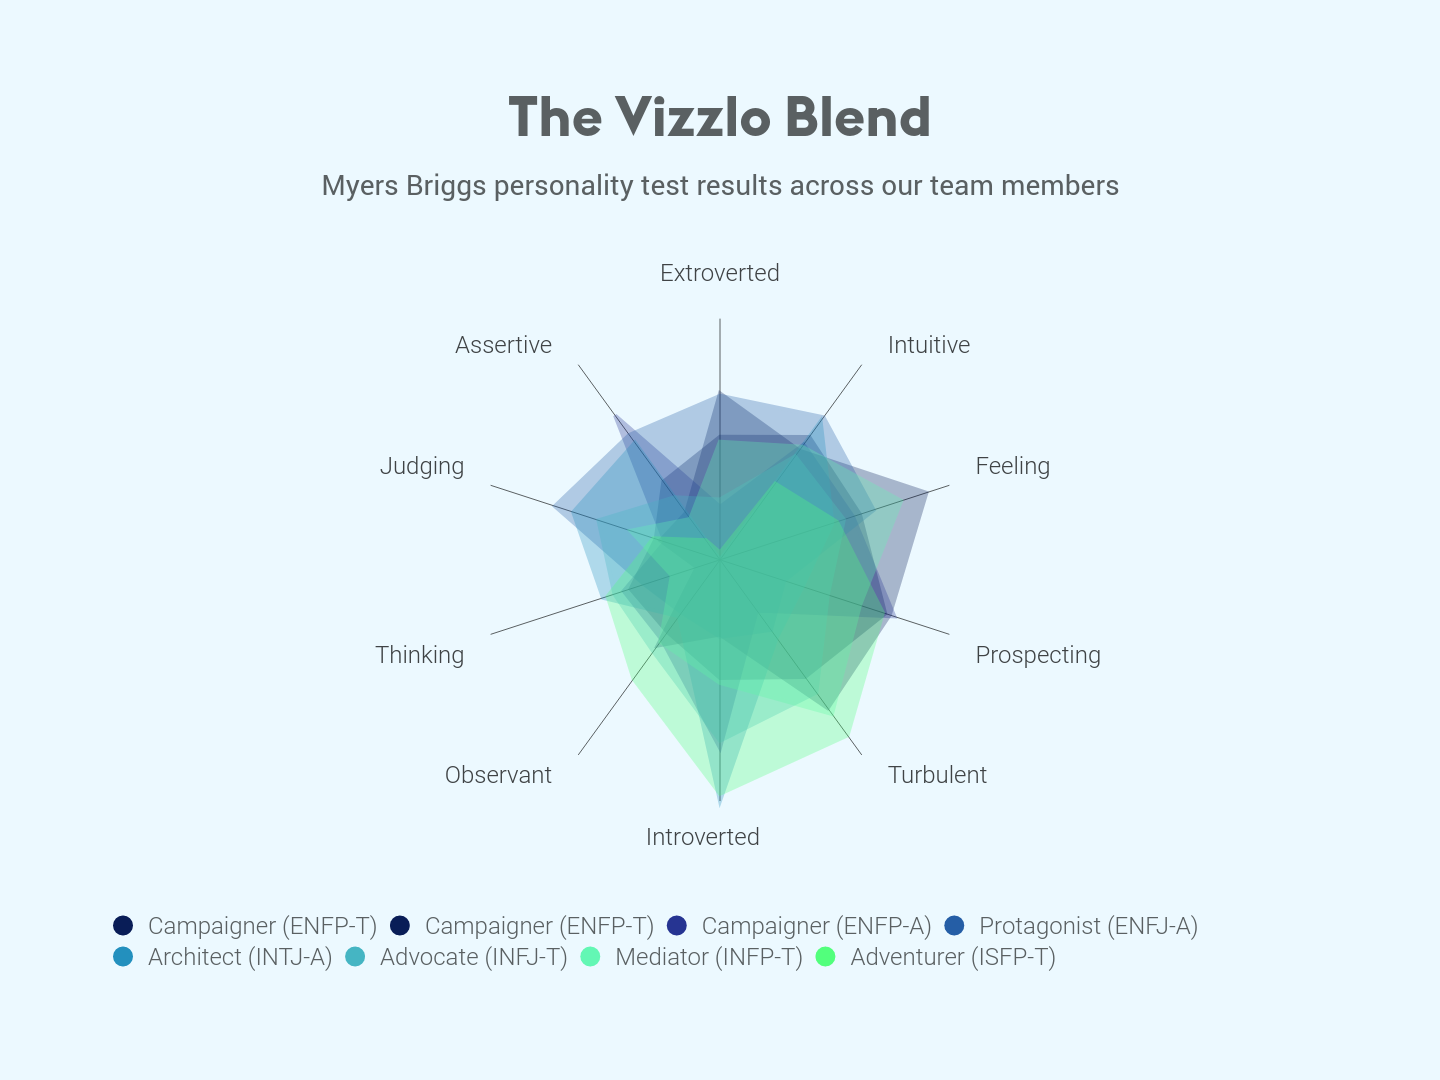 The Vizzlo Blend
Myers Briggs personality test results across our team members
Extroverted
Assertive
Intuitive
Judging
Feeling
Thinking
Prospecting
Observant
Turbulent
Introverted
Campaigner (ENFP-T) Campaigner (ENFP-T) Campaigner (ENFP-A) Protagonist (ENFJ-A)
Architect (INTJ-A) Advocate (INFJ-T) Mediator (INFP-T) Adventurer (ISFP-T)